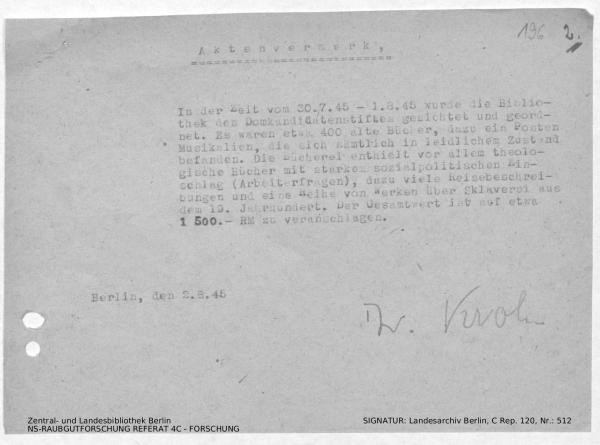 196 2.
Aktenvermerk,
In der Zeit vom 30.7.45 - 1.8.45 wurde die Biblio-
thek des Domkandidatenstiftes gesichtet und geord-
net. Es waren etwa 400 alte Bücher, dazu ein Posten
Musikalien, die sich sämtlich in leidlichem Zustand
befanden. Die Bücherei enthielt vor allem theolo-
gische Bücher mit starkem sozialpolitischen Ein-
schlag (Arbeiterfragen), dazu viele Reisebeschrei-
bungen und eine Reihe von Werken über Sklaverei aus
dem 19. Jahrhundert. Der Gesamtwert ist auf etwa
1 500.- RM zu veranschlagen.
Berlin, den 2.8.45
Dr. Krohn
Zentral- und Landesbibliothek Berlin
NS-RAUBGUTFORSCHUNG REFERAT 4C - FORSCHUNG
SIGNATUR: Landesarchiv Berlin, C Rep. 120, Nr.: 512